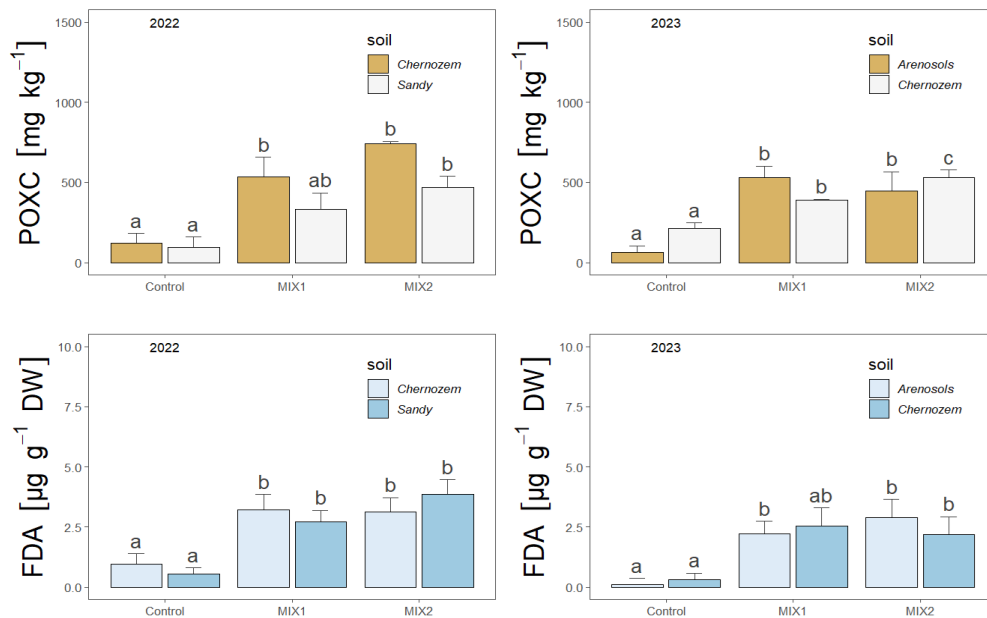 POXC [mg kg⁻¹]
1500
1000
500
0
2022
soil
Chernozem
Sandy
a
a
b
ab
b
b
Control
MIX1
MIX2
POXC [mg kg⁻¹]
1500
1000
500
0
2023
soil
Arenosols
Chernozem
a
a
b
b
b
c
Control
MIX1
MIX2
FDA [µg g⁻¹ DW]
10.0
7.5
5.0
2.5
0.0
2022
soil
Chernozem
Sandy
a
a
b
b
b
b
Control
MIX1
MIX2
FDA [µg g⁻¹ DW]
10.0
7.5
5.0
2.5
0.0
2023
soil
Arenosols
Chernozem
a
a
b
ab
b
b
Control
MIX1
MIX2